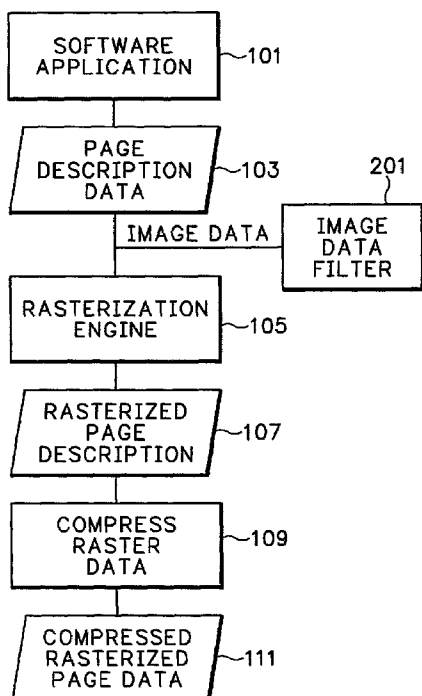 SOFTWARE
APPLICATION
101
PAGE
DESCRIPTION
DATA
103
201
IMAGE DATA
IMAGE
DATA
FILTER
RASTERIZATION
ENGINE
105
RASTERIZED
PAGE
DESCRIPTION
107
COMPRESS
RASTER
DATA
109
COMPRESSED
RASTERIZED
PAGE DATA
111